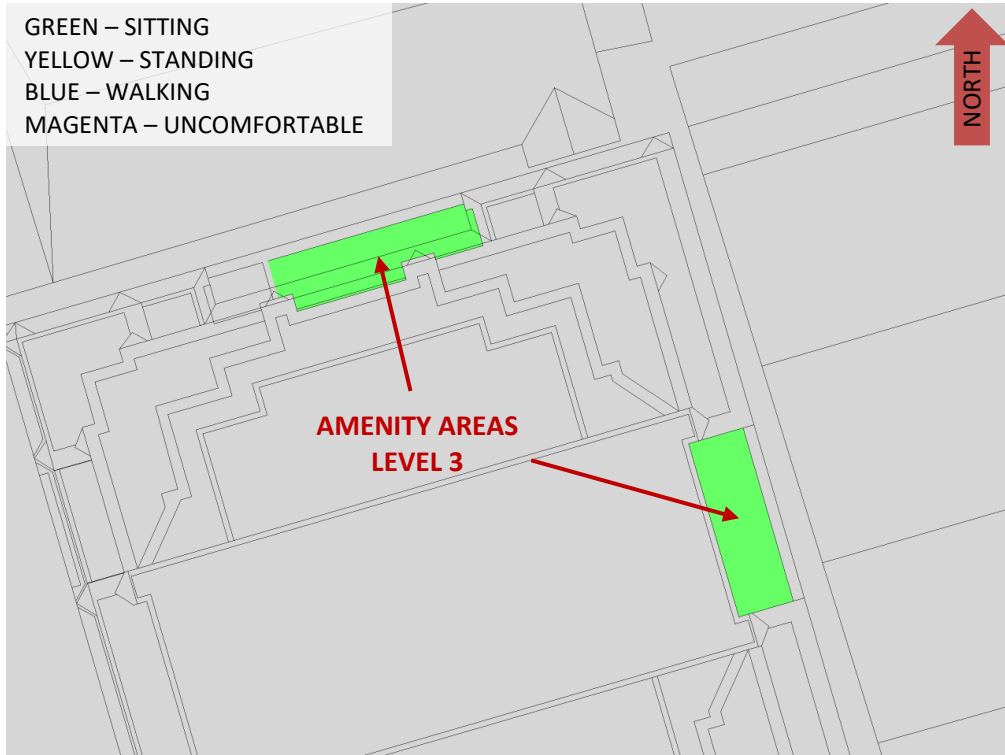 GREEN – SITTING
YELLOW – STANDING
BLUE – WALKING
MAGENTA – UNCOMFORTABLE
NORTH
AMENITY AREAS
LEVEL 3